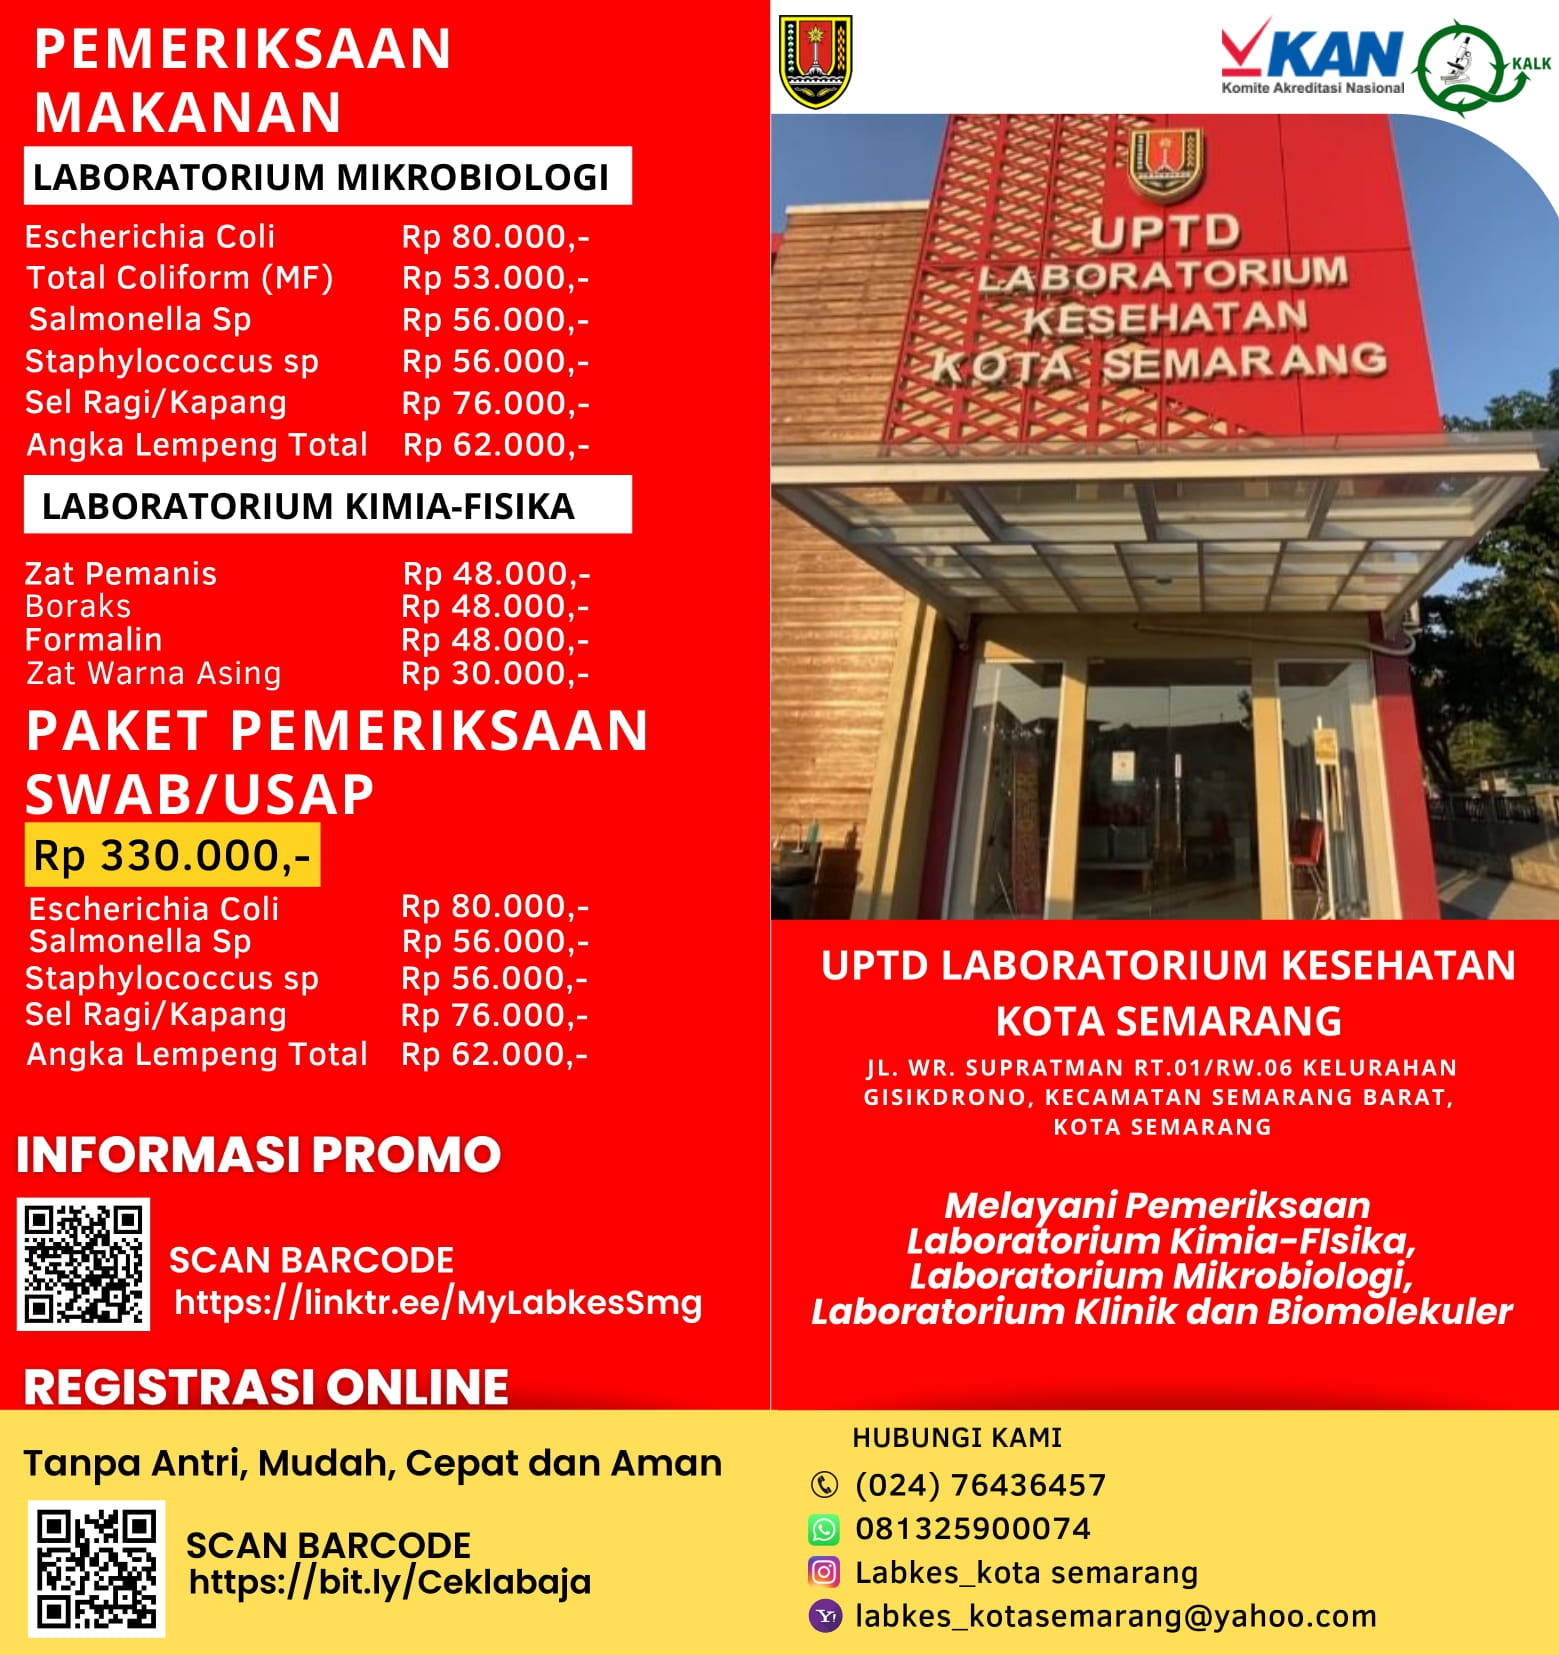 PEMERIKSAAN
MAKANAN
LABORATORIUM MIKROBIOLOGI
Escherichia Coli Rp 80.000,-
Total Coliform (MF) Rp 53.000,-
Salmonella Sp Rp 56.000,-
Staphylococcus sp Rp 56.000,-
Sel Ragi/Kapang Rp 76.000,-
Angka Lempeng Total Rp 62.000,-
LABORATORIUM KIMIA-FISIKA
Zat Pemanis Rp 48.000,-
Boraks Rp 48.000,-
Formalin Rp 48.000,-
Zat Warna Asing Rp 30.000,-
PAKET PEMERIKSAAN
SWAB/USAP
Rp 330.000,-
Escherichia Coli Rp 80.000,-
Salmonella Sp Rp 56.000,-
Staphylococcus sp Rp 56.000,-
Sel Ragi/Kapang Rp 76.000,-
Angka Lempeng Total Rp 62.000,-
INFORMASI PROMO
SCAN BARCODE
https://linktr.ee/MyLabkesSmg
REGISTRASI ONLINE
Tanpa Antri, Mudah, Cepat dan Aman
SCAN BARCODE
https://bit.ly/Ceklabaja
KAN
Komite Akreditasi Nasional
KALK
UPTD
LABORATORIUM
KESEHATAN
KOTA SEMARANG
UPTD LABORATORIUM KESEHATAN
KOTA SEMARANG
JL. WR. SUPRATMAN RT.01/RW.06 KELURAHAN
GISIKDRONO, KECAMATAN SEMARANG BARAT,
KOTA SEMARANG
Melayani Pemeriksaan
Laboratorium Kimia-FIsika,
Laboratorium Mikrobiologi,
Laboratorium Klinik dan Biomolekuler
HUBUNGI KAMI
(024) 76436457
081325900074
Labkes_kota semarang
Y! labkes_kotasemarang@yahoo.com